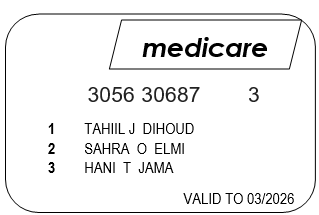 medicare
3056 30687 3
1 TAHIIL J DIHOUD
2 SAHRA O ELMI
3 HANI T JAMA
VALID TO 03/2026